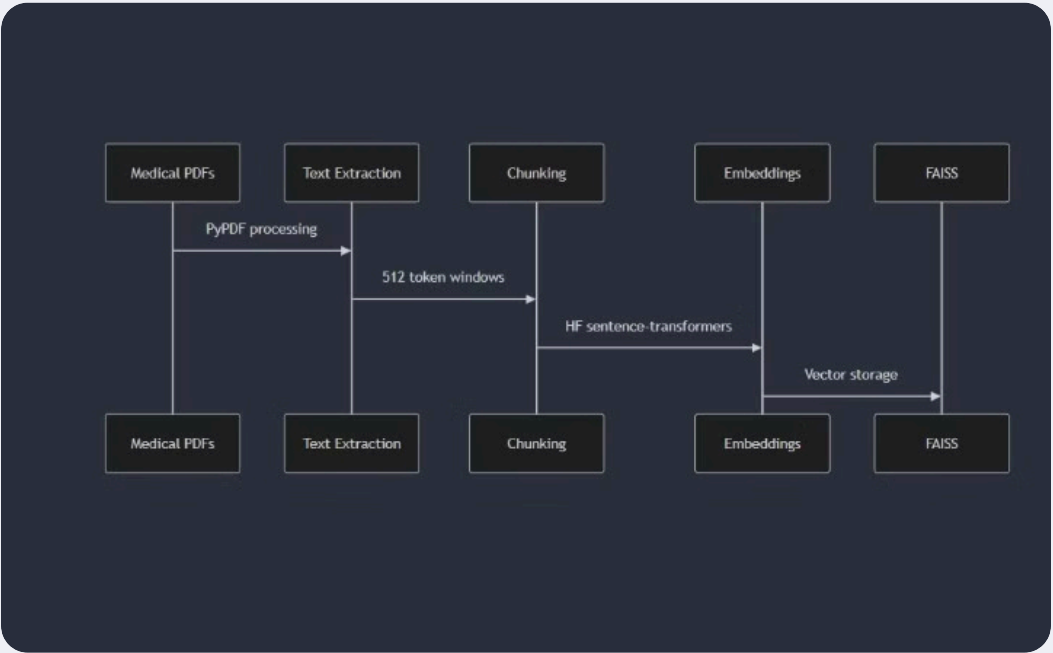 Medical PDFs
Text Extraction
Chunking
Embeddings
FAISS
PyPDF processing
512 token windows
HF sentence-transformers
Vector storage
Medical PDFs
Text Extraction
Chunking
Embeddings
FAISS